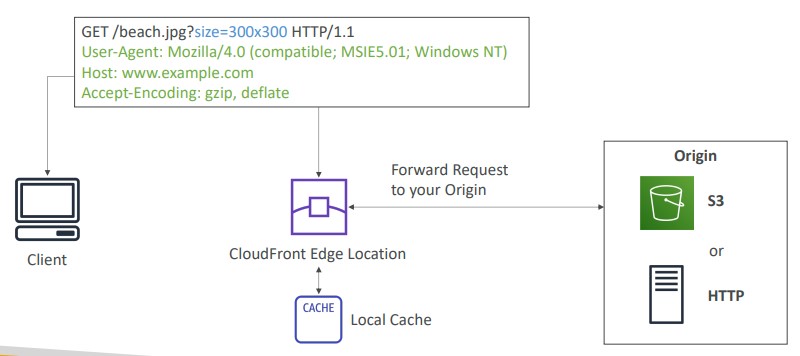 GET /beach.jpg?size=300x300 HTTP/1.1
User-Agent: Mozilla/4.0 (compatible; MSIE5.01; Windows NT)
Host: www.example.com
Accept-Encoding: gzip, deflate
Client
CloudFront Edge Location
CACHE
Local Cache
Forward Request
to your Origin
Origin
S3
or
HTTP